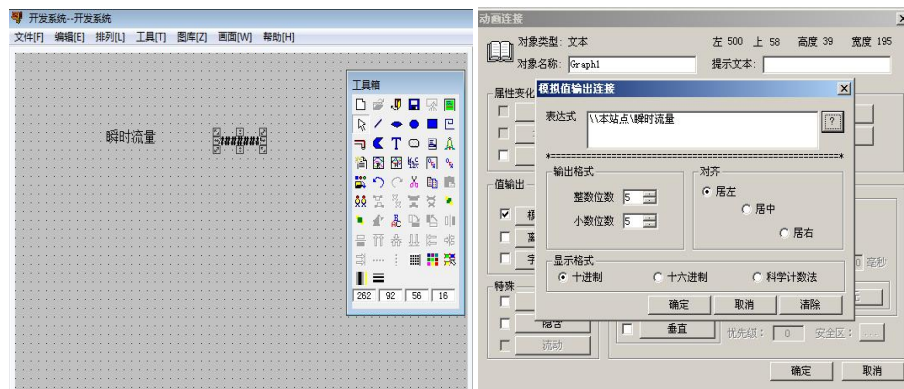 开发系统--开发系统
文件[F] 编辑[E] 排列[L] 工具[T] 图库[Z] 画面[W] 帮助[H]
工具箱
瞬时流量
262 92 56 16
动画连接
对象类型: 文本 左 500 上 58 高度 39 宽度 195
对象名称: Graph1 提示文本:
属性变化
模拟值输出连接
表达式 \\本站点\瞬时流量 ?
输出格式 对齐
整数位数 5 居左
居中
小数位数 5
居右
值输出
显示格式
十进制 十六进制 科学计数法
毫秒
确定 取消 清除
特殊
隐含 垂直 优先级: 0 安全区: ...
流动
确定 取消